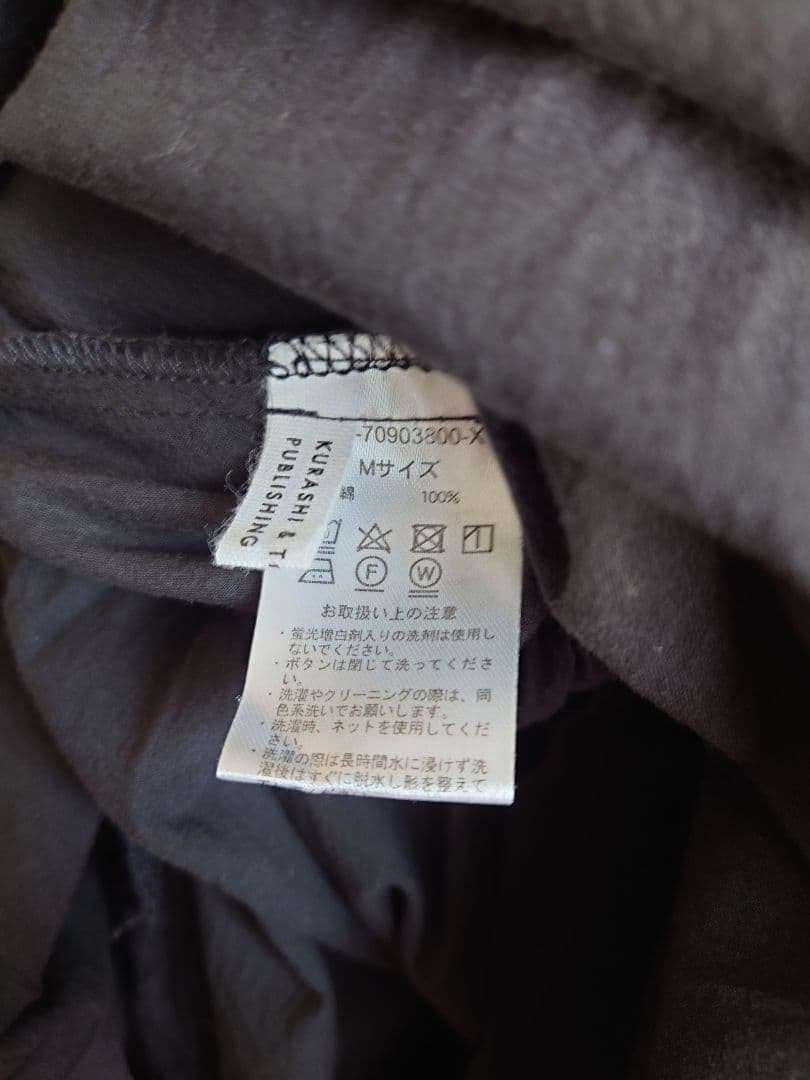 -70903800-X
Mサイズ
綿 100%
KURASHI & T
PUBLISHING
F W
お取扱い上の注意
・蛍光増白剤入りの洗剤は使用し
ないでください。
・ボタンは閉じて洗ってくださ
い。
・洗濯やクリーニングの際は、同
色系洗いでお願いします。
・洗濯時、ネットを使用してくだ
さい。
・洗濯の際は長時間水に浸けず洗
濯後はすぐに脱水し形を整えて